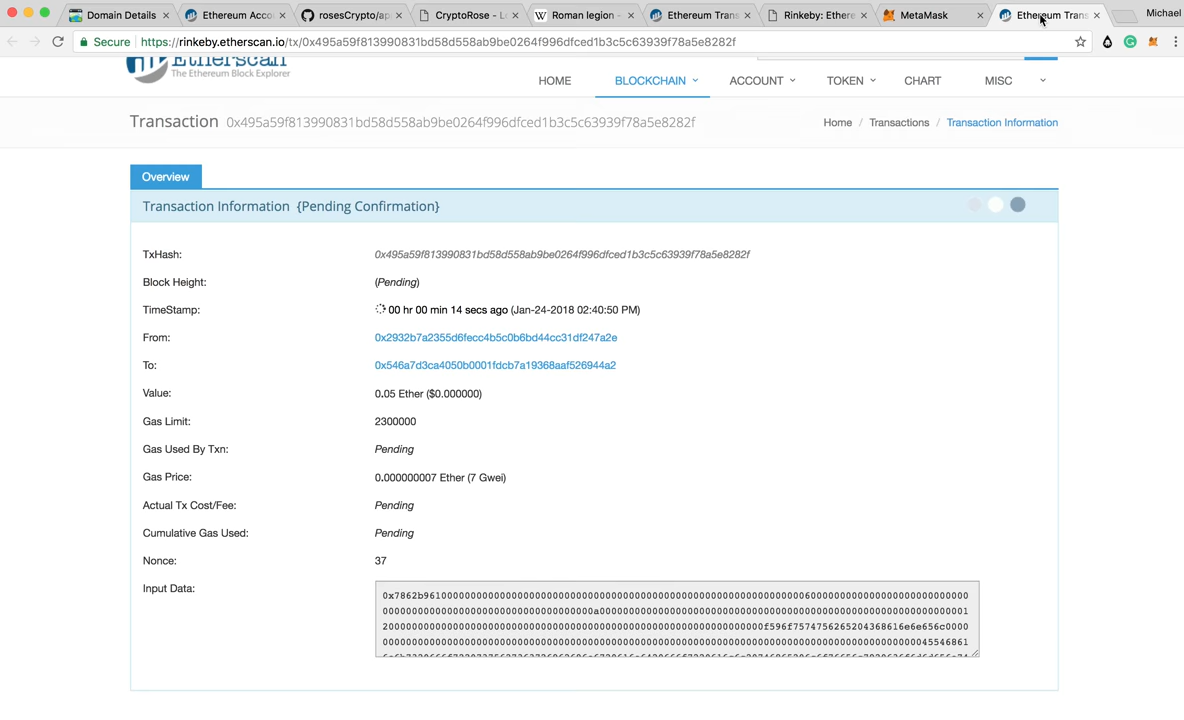 Domain Details
Ethereum Acco
rosesCrypto/ap
CryptoRose - L
Roman legion -
Ethereum Trans
Rinkeby: Ethere
MetaMask
Ethereum Trans
Michael
Secure
https://rinkeby.etherscan.io/tx/0x495a59f813990831bd58d558ab9be0264f996dfced1b3c5c63939f78a5e8282f
Etherscan
The Ethereum Block Explorer
HOME
BLOCKCHAIN
ACCOUNT
TOKEN
CHART
MISC
Transaction 0x495a59f813990831bd58d558ab9be0264f996dfced1b3c5c63939f78a5e8282f
Home / Transactions / Transaction Information
Overview
Transaction Information {Pending Confirmation}
TxHash: 0x495a59f813990831bd58d558ab9be0264f996dfced1b3c5c63939f78a5e8282f
Block Height: (Pending)
TimeStamp: 00 hr 00 min 14 secs ago (Jan-24-2018 02:40:50 PM)
From: 0x2932b7a2355d6fecc4b5c0b6bd44cc31df247a2e
To: 0x546a7d3ca4050b0001fdcb7a19368aaf526944a2
Value: 0.05 Ether ($0.000000)
Gas Limit: 2300000
Gas Used By Txn: Pending
Gas Price: 0.000000007 Ether (7 Gwei)
Actual Tx Cost/Fee: Pending
Cumulative Gas Used: Pending
Nonce: 37
Input Data: